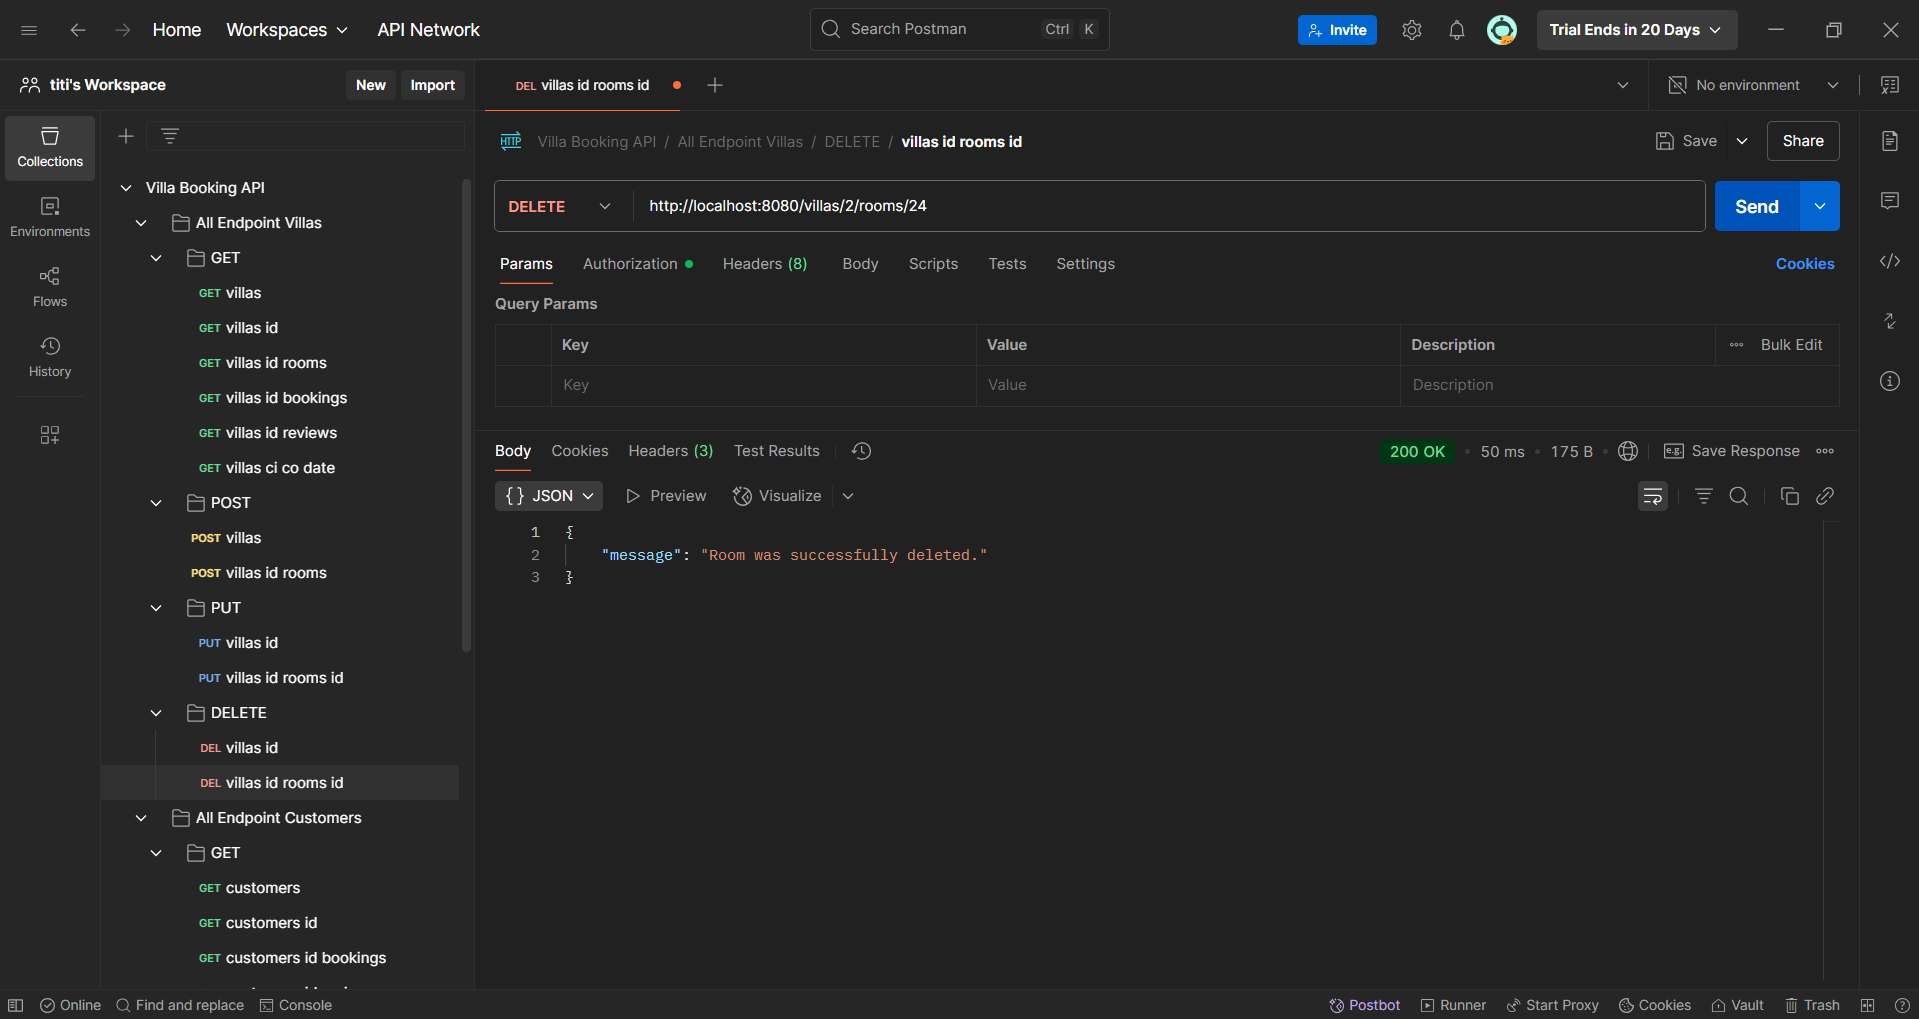 Home Workspaces API Network Search Postman Ctrl K Invite Trial Ends in 20 Days
titi's Workspace New Import DEL villas id rooms id No environment
Collections
Environments
Flows
History
Villa Booking API
All Endpoint Villas
GET
GET villas
GET villas id
GET villas id rooms
GET villas id bookings
GET villas id reviews
GET villas ci co date
POST
POST villas
POST villas id rooms
PUT
PUT villas id
PUT villas id rooms id
DELETE
DEL villas id
DEL villas id rooms id
All Endpoint Customers
GET
GET customers
GET customers id
GET customers id bookings
HTTP Villa Booking API / All Endpoint Villas / DELETE / villas id rooms id Save Share
DELETE http://localhost:8080/villas/2/rooms/24 Send
Params Authorization Headers (8) Body Scripts Tests Settings Cookies
Query Params
Key Value Description Bulk Edit
Key Value Description
Body Cookies Headers (3) Test Results 200 OK 50 ms 175 B e.g. Save Response
{} JSON Preview Visualize
1 {
2 "message": "Room was successfully deleted."
3 }
Online Find and replace Console Postbot Runner Start Proxy Cookies Vault Trash